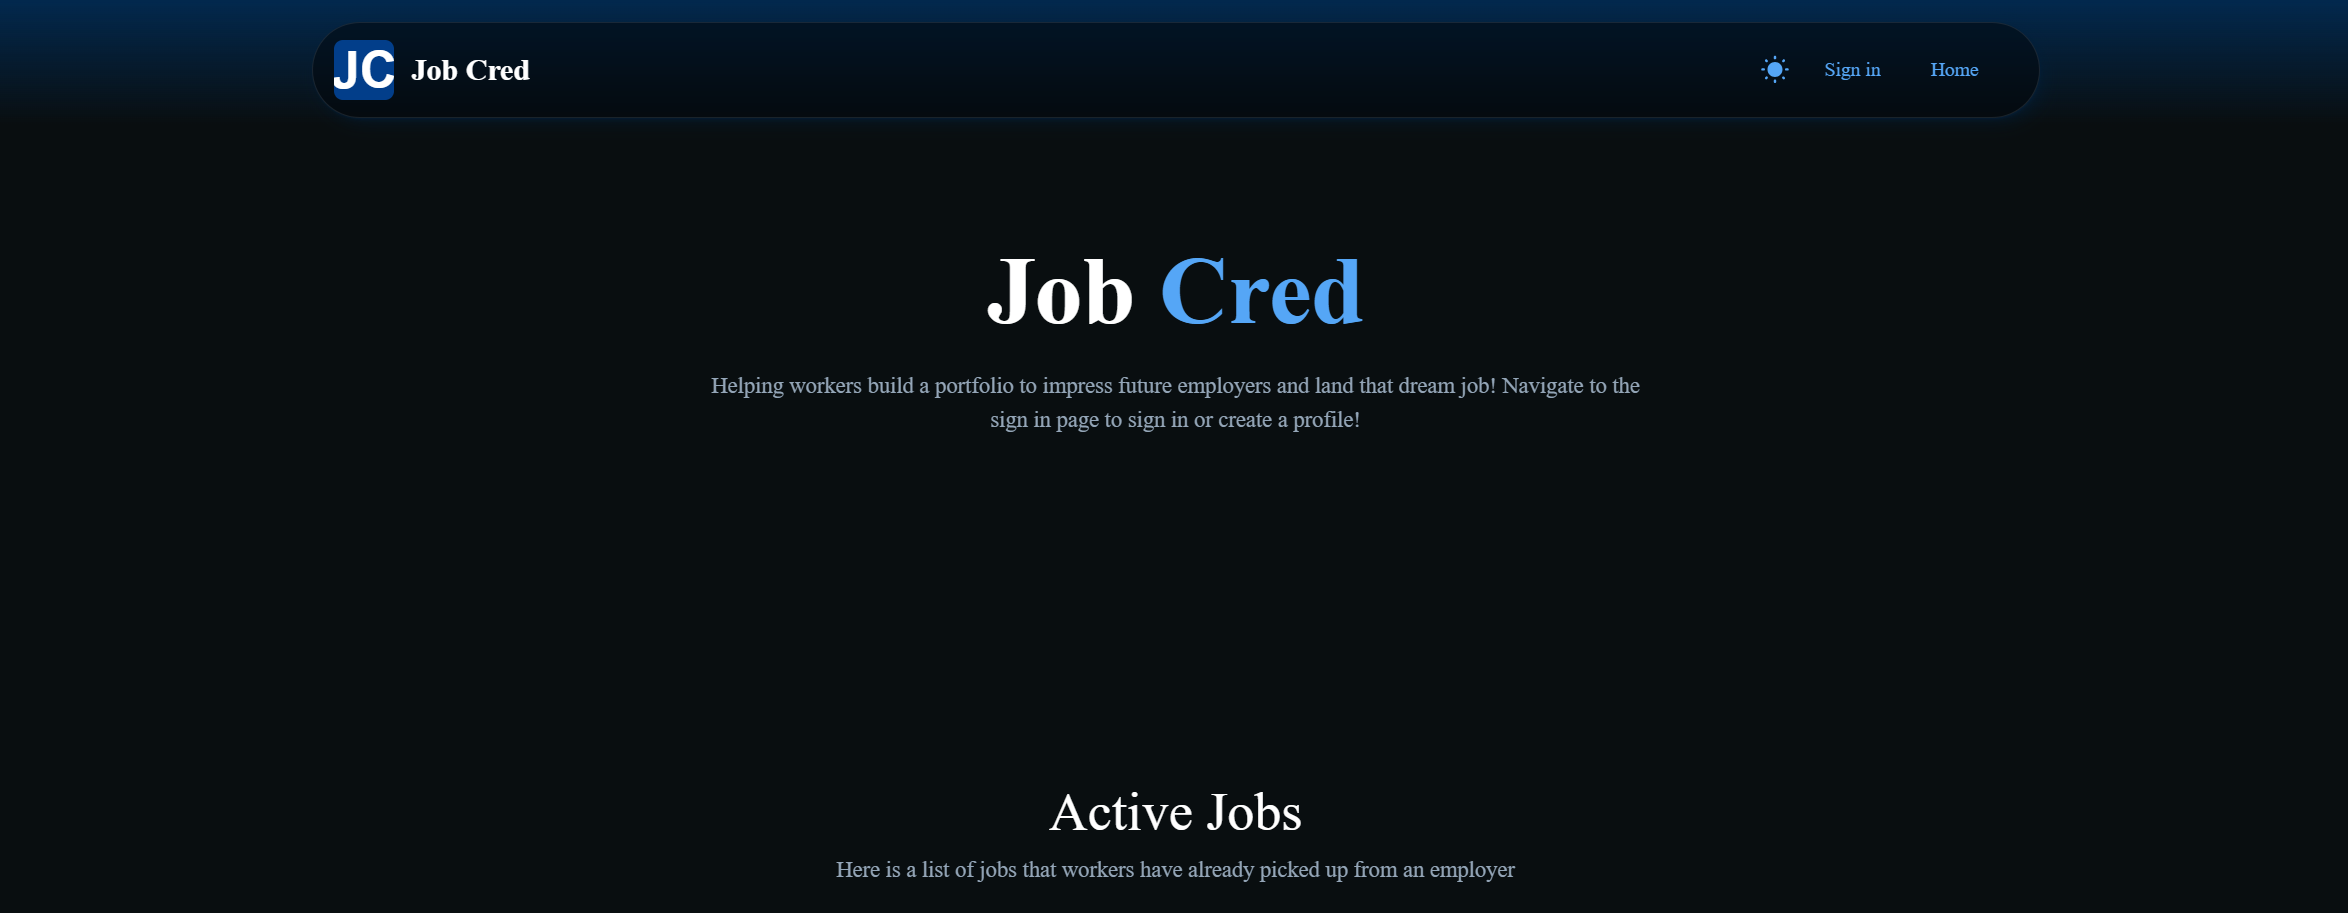 JC Job Cred Sign in Home
Job Cred
Helping workers build a portfolio to impress future employers and land that dream job! Navigate to the
sign in page to sign in or create a profile!
Active Jobs
Here is a list of jobs that workers have already picked up from an employer